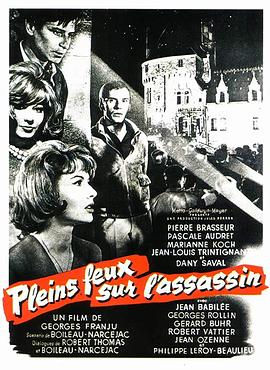 Metro-Goldwyn-Mayer
PRÉSENTE
UNE PRODUCTION JULES BORKON
PIERRE BRASSEUR
PASCALE AUDRET
MARIANNE KOCH
JEAN-LOUIS TRINTIGNANT
ET
DANY SAVAL
Pleins feux
sur l'assassin
UN FILM DE
GEORGES FRANJU
Scénario de BOILEAU-NARCEJAC
Dialogues de ROBERT THOMAS
et BOILEAU-NARCEJAC
AVEC
JEAN BABILÉE
GEORGES ROLLIN
GERARD BUHR
ROBERT VATTIER
JEAN OZENNE
ET
PHILIPPE LEROY-BEAULIEU